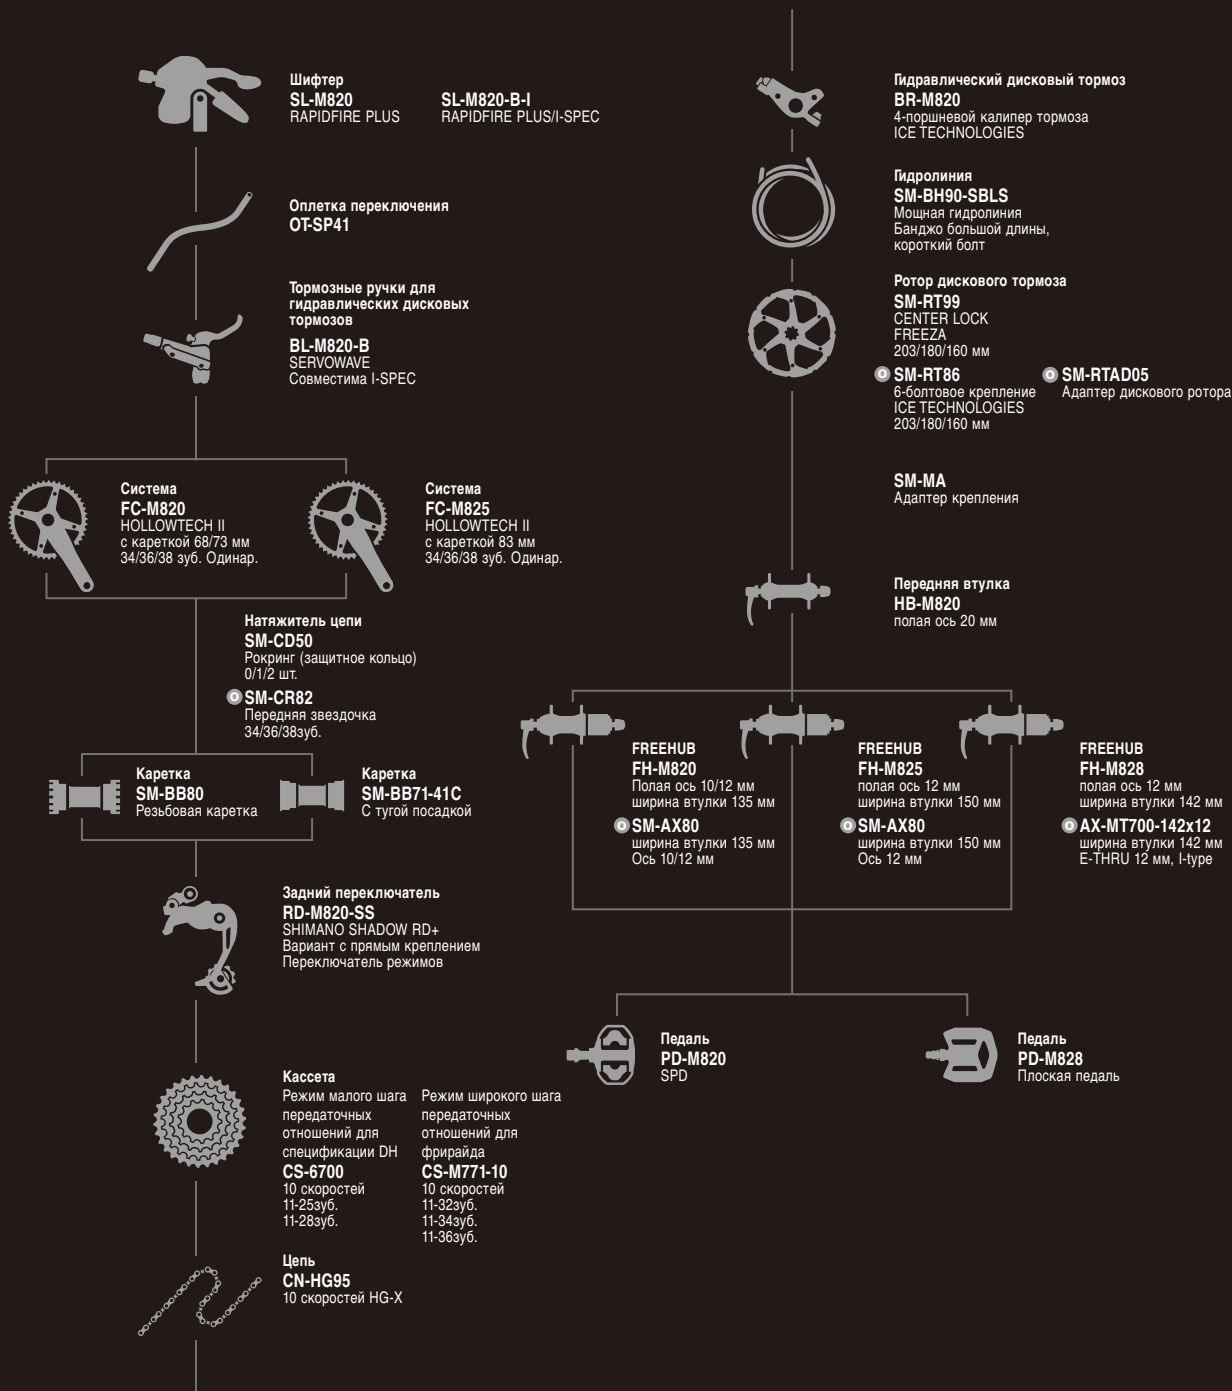 Шифтер
SL-M820
RAPIDFIRE PLUS
SL-M820-B-I
RAPIDFIRE PLUS/I-SPEC
Оплетка переключения
OT-SP41
Тормозные ручки для
гидравлических дисковых
тормозов
BL-M820-B
SERVOWAVE
Совместима I-SPEC
Система
FC-M820
HOLLOWTECH II
с кареткой 68/73 мм
34/36/38 зуб. Одинар.
Система
FC-M825
HOLLOWTECH II
с кареткой 83 мм
34/36/38 зуб. Одинар.
Натяжитель цепи
SM-CD50
Рокринг (защитное кольцо)
0/1/2 шт.
O SM-CR82
Передняя звездочка
34/36/38зуб.
Каретка
SM-BB80
Резьбовая каретка
Каретка
SM-BB71-41C
С тугой посадкой
Задний переключатель
RD-M820-SS
SHIMANO SHADOW RD+
Вариант с прямым креплением
Переключатель режимов
Кассета
Режим малого шага
передаточных
отношений для
спецификации DH
CS-6700
10 скоростей
11-25зуб.
11-28зуб.
Режим широкого шага
передаточных
отношений для
фрирайда
CS-M771-10
10 скоростей
11-32зуб.
11-34зуб.
11-36зуб.
Цепь
CN-HG95
10 скоростей HG-X
Гидравлический дисковый тормоз
BR-M820
4-поршневой калипер тормоза
ICE TECHNOLOGIES
Гидролиния
SM-BH90-SBLS
Мощная гидролиния
Банджо большой длины,
короткий болт
Ротор дискового тормоза
SM-RT99
CENTER LOCK
FREEZA
203/180/160 мм
O SM-RT86
6-болтовое крепление
ICE TECHNOLOGIES
203/180/160 мм
O SM-RTAD05
Адаптер дискового ротора
SM-MA
Адаптер крепления
Передняя втулка
HB-M820
полая ось 20 мм
FREEHUB
FH-M820
Полая ось 10/12 мм
ширина втулки 135 мм
O SM-AX80
ширина втулки 135 мм
Ось 10/12 мм
FREEHUB
FH-M825
полая ось 12 мм
ширина втулки 150 мм
O SM-AX80
ширина втулки 150 мм
Ось 12 мм
FREEHUB
FH-M828
полая ось 12 мм
ширина втулки 142 мм
O AX-MT700-142x12
ширина втулки 142 мм
E-THRU 12 мм, I-type
Педаль
PD-M820
SPD
Педаль
PD-M828
Плоская педаль